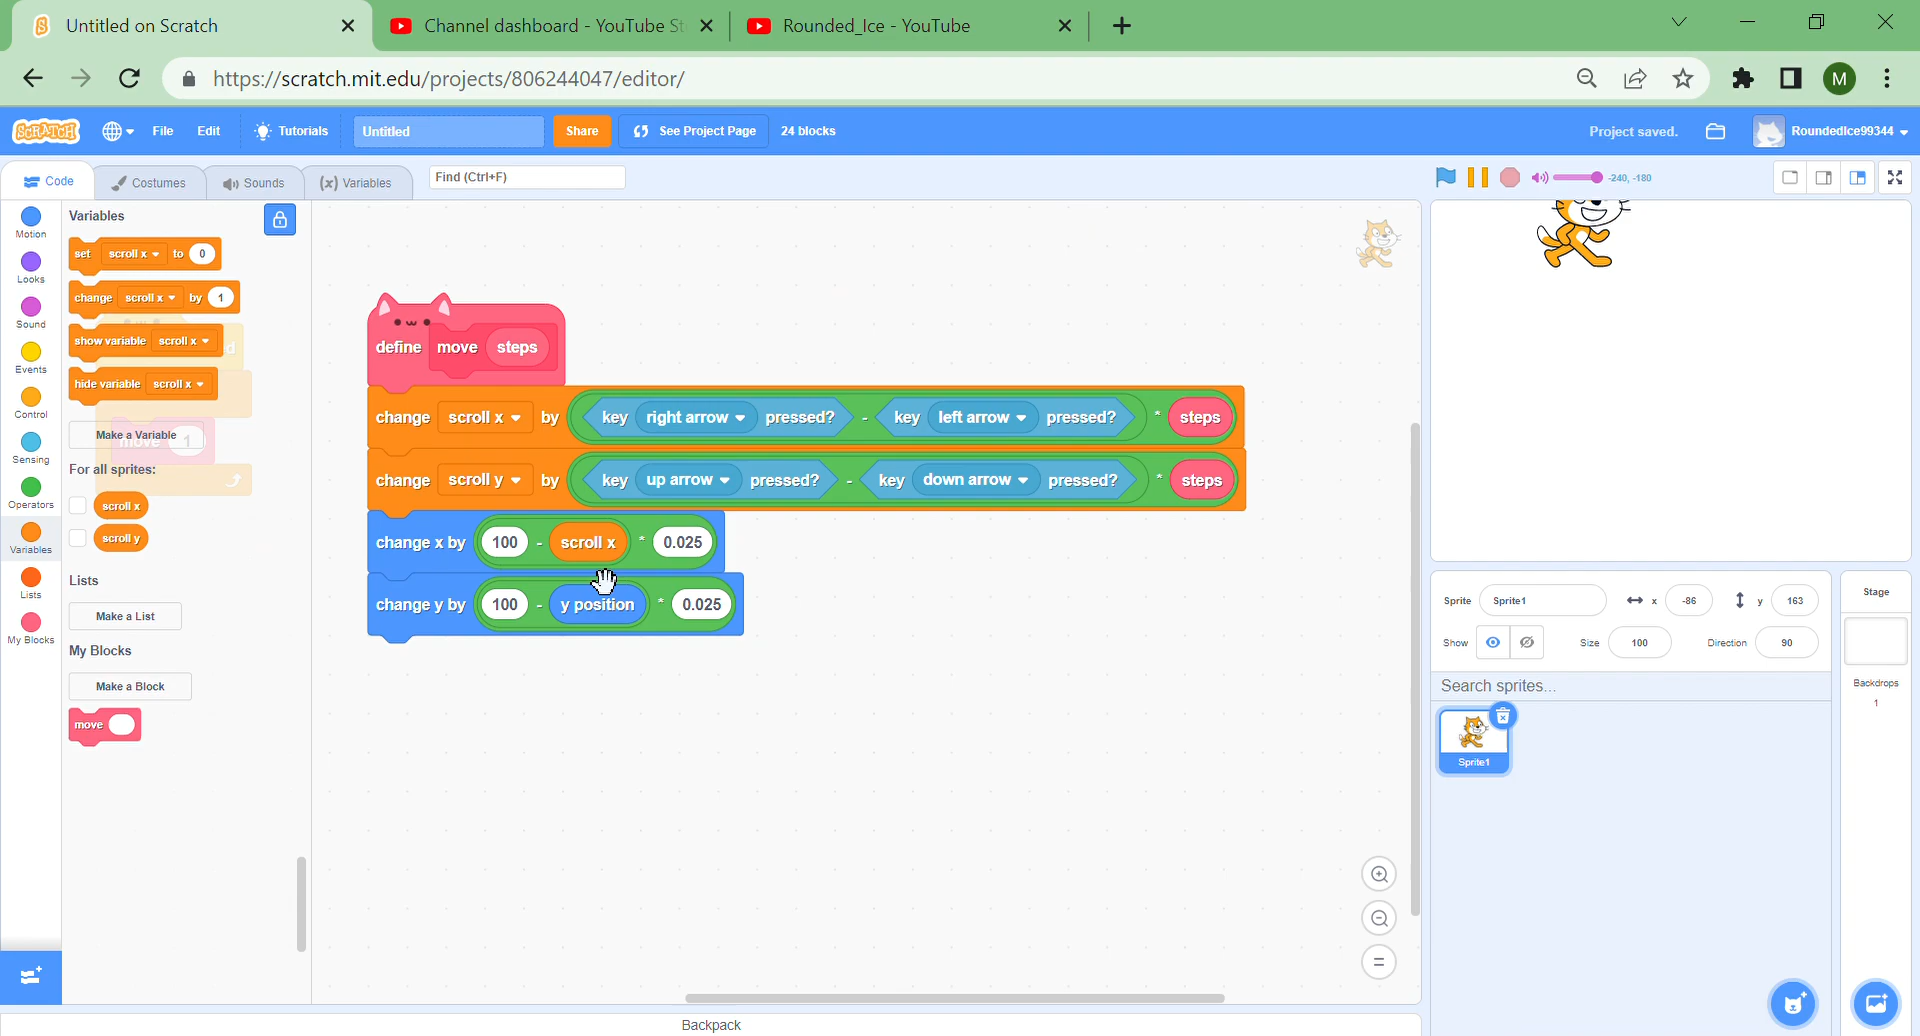 Untitled on Scratch
Channel dashboard - YouTube St
Rounded_Ice - YouTube
https://scratch.mit.edu/projects/806244047/editor/
M
SCRATCH
File
Edit
Tutorials
Untitled
Share
See Project Page
24 blocks
Project saved.
RoundedIce99344
Code
Costumes
Sounds
(x) Variables
Find (Ctrl+F)
-240, -180
Motion
Looks
Sound
Events
Control
Sensing
Operators
Variables
Lists
My Blocks
Variables
set scroll x to 0
change scroll x by 1
show variable scroll x
hide variable scroll x
Make a Variable
move 1
For all sprites:
scroll x
scroll y
Lists
Make a List
My Blocks
Make a Block
move
define move steps
change scroll x by key right arrow pressed? - key left arrow pressed? * steps
change scroll y by key up arrow pressed? - key down arrow pressed? * steps
change x by 100 - scroll x * 0.025
change y by 100 - y position * 0.025
Backpack
Sprite Sprite1 x -86 y 163
Show Size 100 Direction 90
Search sprites...
Sprite1
Stage
Backdrops
1